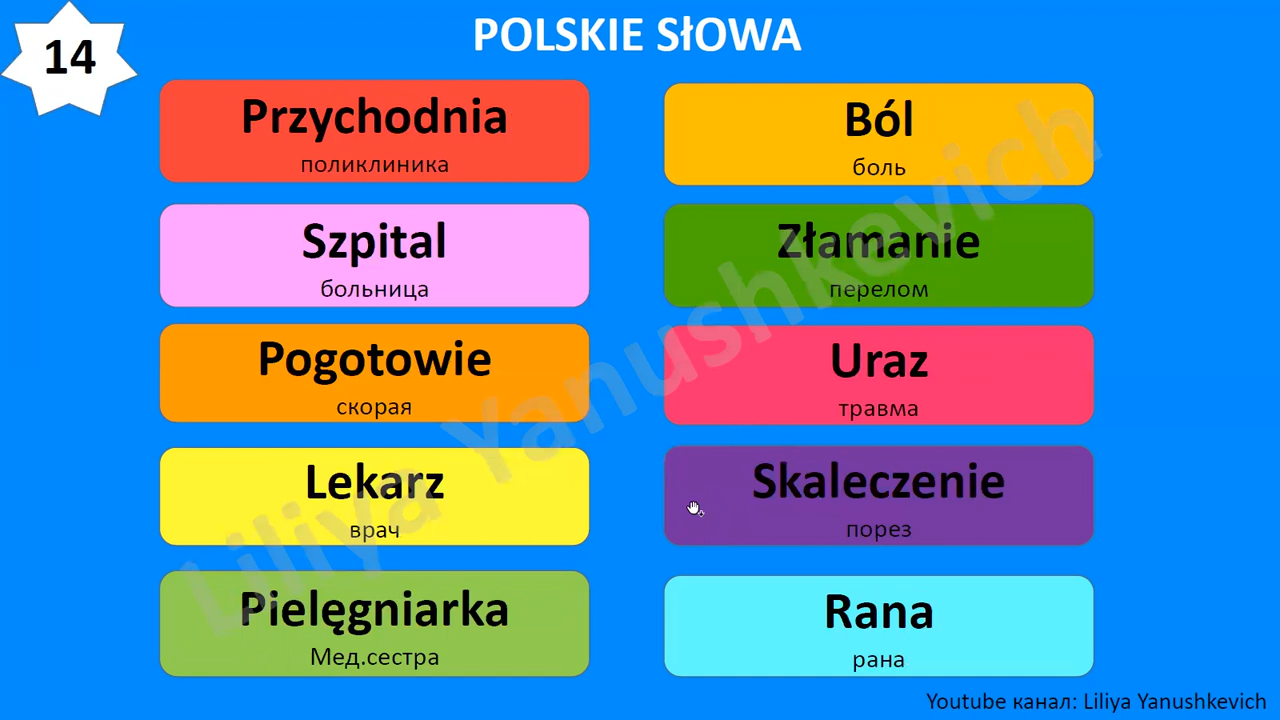 14
POLSKIE SłOWA
Przychodnia
поликлиника
Szpital
больница
Pogotowie
скорая
Lekarz
врач
Pielęgniarka
Мед.сестра
Ból
боль
Złamanie
перелом
Uraz
травма
Skaleczenie
порез
Rana
рана
Liliya Yanushkevich
Youtube канал: Liliya Yanushkevich